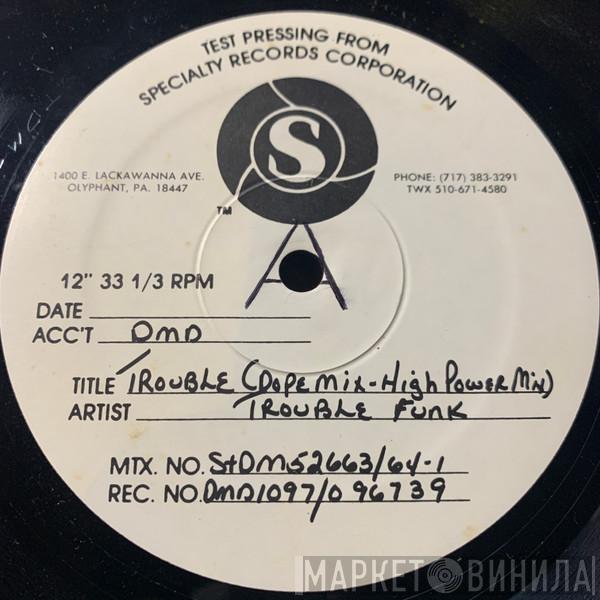 TEST PRESSING FROM
SPECIALTY RECORDS CORPORATION
S
1400 E. LACKAWANNA AVE.
OLYPHANT, PA. 18447
PHONE: (717) 383-3291
TWX 510-671-4580
TM
A
12" 33 1/3 RPM
DATE
ACC'T DMD
TITLE TROUBLE (DOPE MIX-HIGH POWER MIX)
ARTIST TROUBLE FUNK
MTX. NO. StDM52663/64-1
REC. NO. DMD1097/0 96739
МАРКЕТ ВИНИЛА